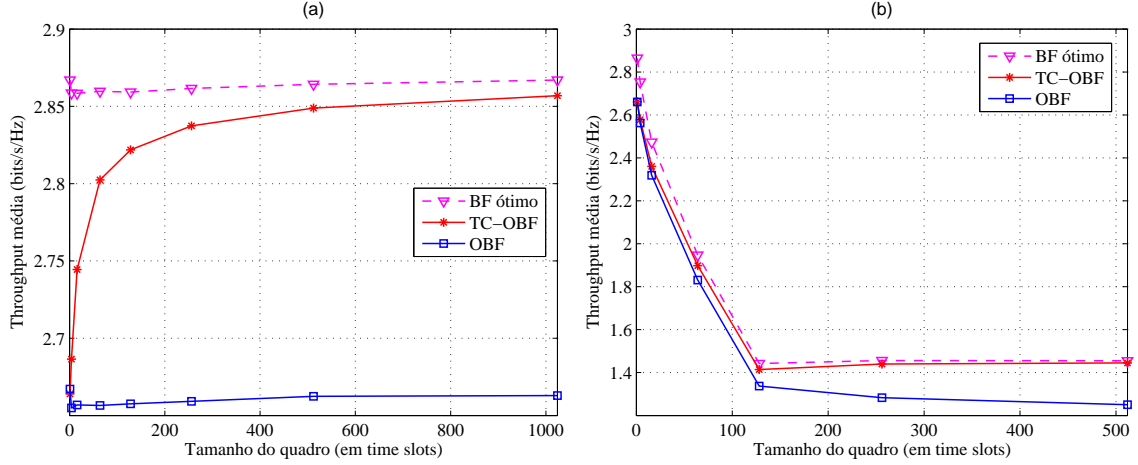 (a)
2.9
2.85
2.8
2.75
2.7
0
200
400
600
800
1000
Throughput média (bits/s/Hz)
Tamanho do quadro (em time slots)
BF ótimo
TC−OBF
OBF
(b)
3
2.8
2.6
2.4
2.2
2
1.8
1.6
1.4
0
100
200
300
400
500
Throughput média (bits/s/Hz)
Tamanho do quadro (em time slots)
BF ótimo
TC−OBF
OBF